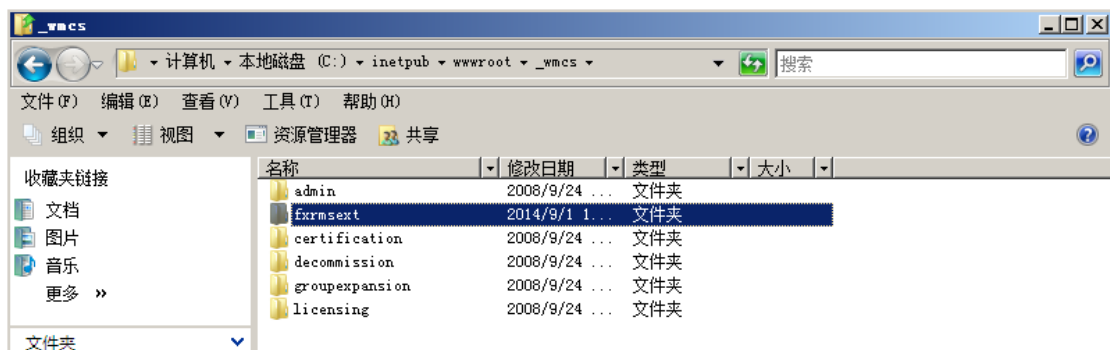 _wmcs
计算机 本地磁盘 (C:) inetpub wwwroot _wmcs 搜索
文件(F) 编辑(E) 查看(V) 工具(T) 帮助(H)
组织 视图 资源管理器 共享
收藏夹链接
文档
图片
音乐
更多 »
文件夹
名称 修改日期 类型 大小
admin 2008/9/24 ... 文件夹
fxrmsext 2014/9/1 1... 文件夹
certification 2008/9/24 ... 文件夹
decommission 2008/9/24 ... 文件夹
groupexpansion 2008/9/24 ... 文件夹
licensing 2008/9/24 ... 文件夹